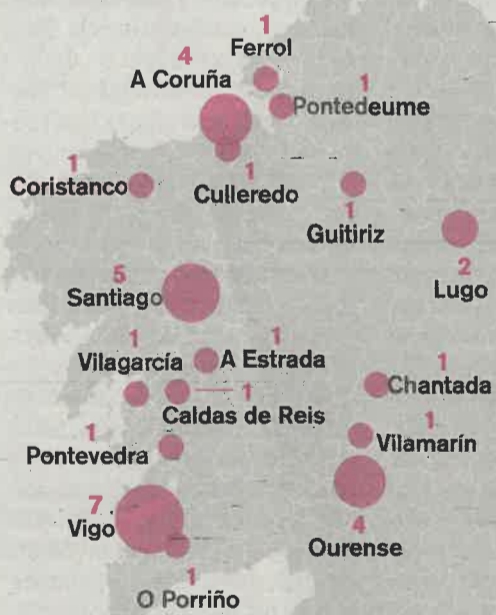 1
Ferrol
4
A Coruña
1
Pontedeume
1
Coristanco
1
Culleredo
1
Guitiriz
2
Lugo
5
Santiago
1
Vilagarcía
1
A Estrada
1
Caldas de Reis
1
Chantada
1
Pontevedra
1
Vilamarín
7
Vigo
4
Ourense
1
O Porriño